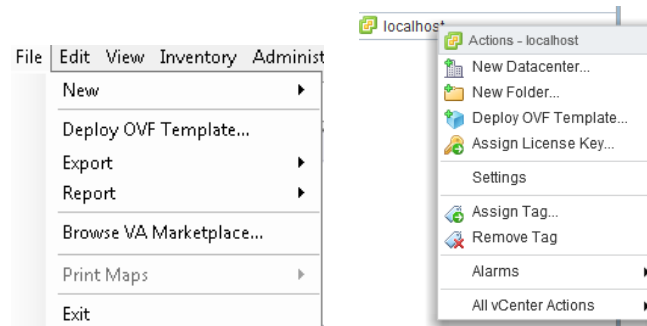 File Edit View Inventory Administ
New
Deploy OVF Template...
Export
Report
Browse VA Marketplace...
Print Maps
Exit
localhost
Actions - localhost
New Datacenter...
New Folder...
Deploy OVF Template...
Assign License Key...
Settings
Assign Tag...
Remove Tag
Alarms
All vCenter Actions